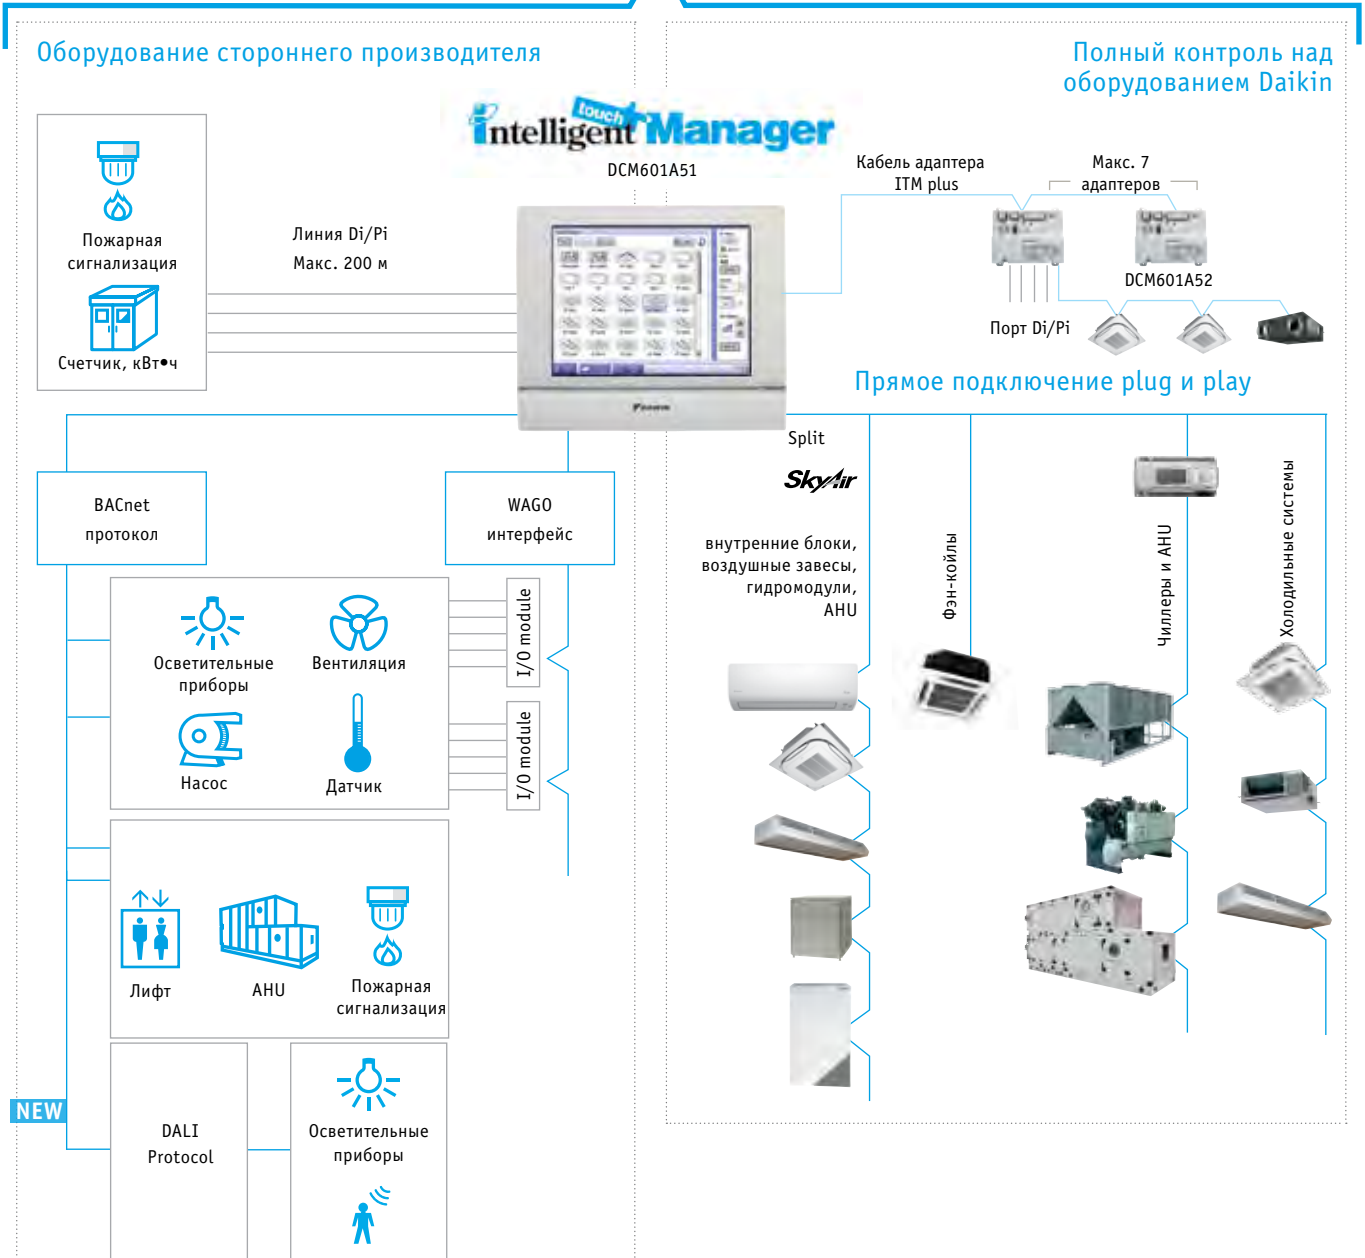 Оборудование стороннего производителя
Полный контроль над
оборудованием Daikin
touch
intelligent Manager
DCM601A51
Пожарная
сигнализация
Счетчик, кВт•ч
Линия Di/Pi
Макс. 200 м
Кабель адаптера
ITM plus
Макс. 7
адаптеров
DCM601A52
Порт Di/Pi
DAIKIN
Прямое подключение plug и play
BACnet
протокол
WAGO
интерфейс
Split
SkyAir
внутренние блоки,
воздушные завесы,
гидромодули,
AHU
фэн-койлы
Чиллеры и AHU
Холодильные системы
Осветительные
приборы
Вентиляция
Насос
Датчик
I/O module
I/O module
Лифт
AHU
Пожарная
сигнализация
NEW
DALI
Protocol
Осветительные
приборы